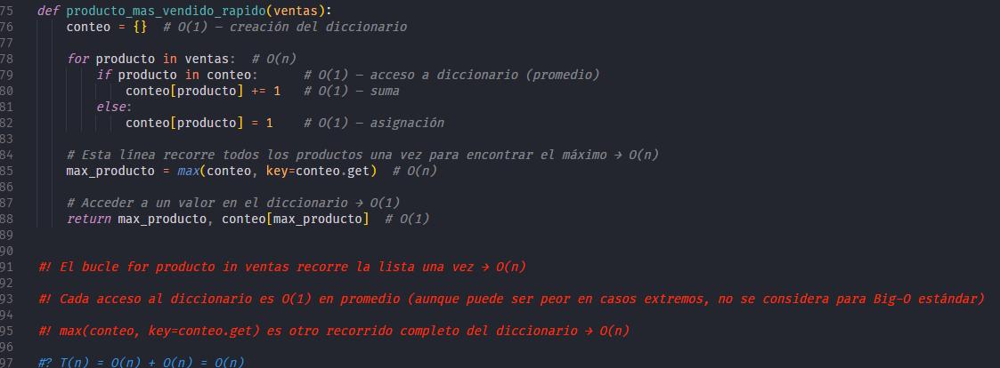 75 def producto_mas_vendido_rapido(ventas):
76 conteo = {} # O(1) – creación del diccionario
77
78 for producto in ventas: # O(n)
79 if producto in conteo: # O(1) – acceso a diccionario (promedio)
80 conteo[producto] += 1 # O(1) – suma
81 else:
82 conteo[producto] = 1 # O(1) – asignación
83
84 # Esta línea recorre todos los productos una vez para encontrar el máximo → O(n)
85 max_producto = max(conteo, key=conteo.get) # O(n)
86
87 # Acceder a un valor en el diccionario → O(1)
88 return max_producto, conteo[max_producto] # O(1)
89
90
91 #! El bucle for producto in ventas recorre la lista una vez → O(n)
92
93 #! Cada acceso al diccionario es O(1) en promedio (aunque puede ser peor en casos extremos, no se considera para Big-O estándar)
94
95 #! max(conteo, key=conteo.get) es otro recorrido completo del diccionario → O(n)
96
97 #? T(n) = O(n) + O(n) = O(n)